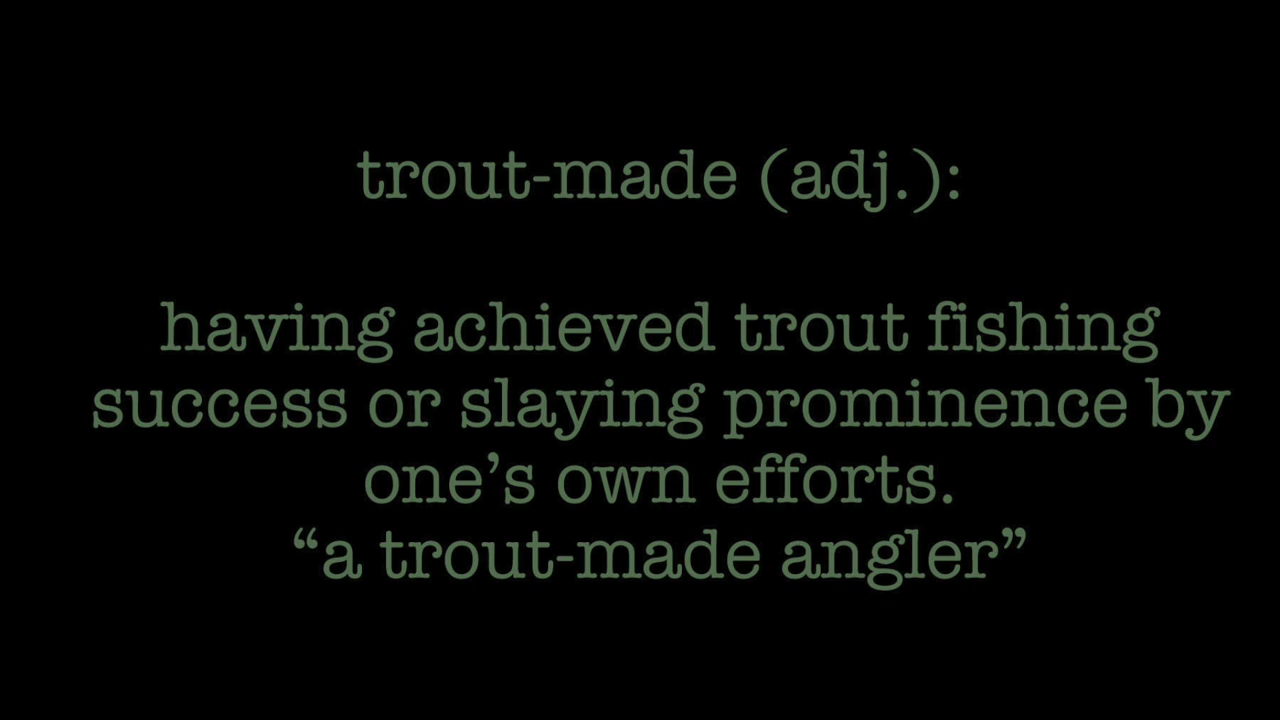 trout-made (adj.):
having achieved trout fishing
success or slaying prominence by
one’s own efforts.
“a trout-made angler”